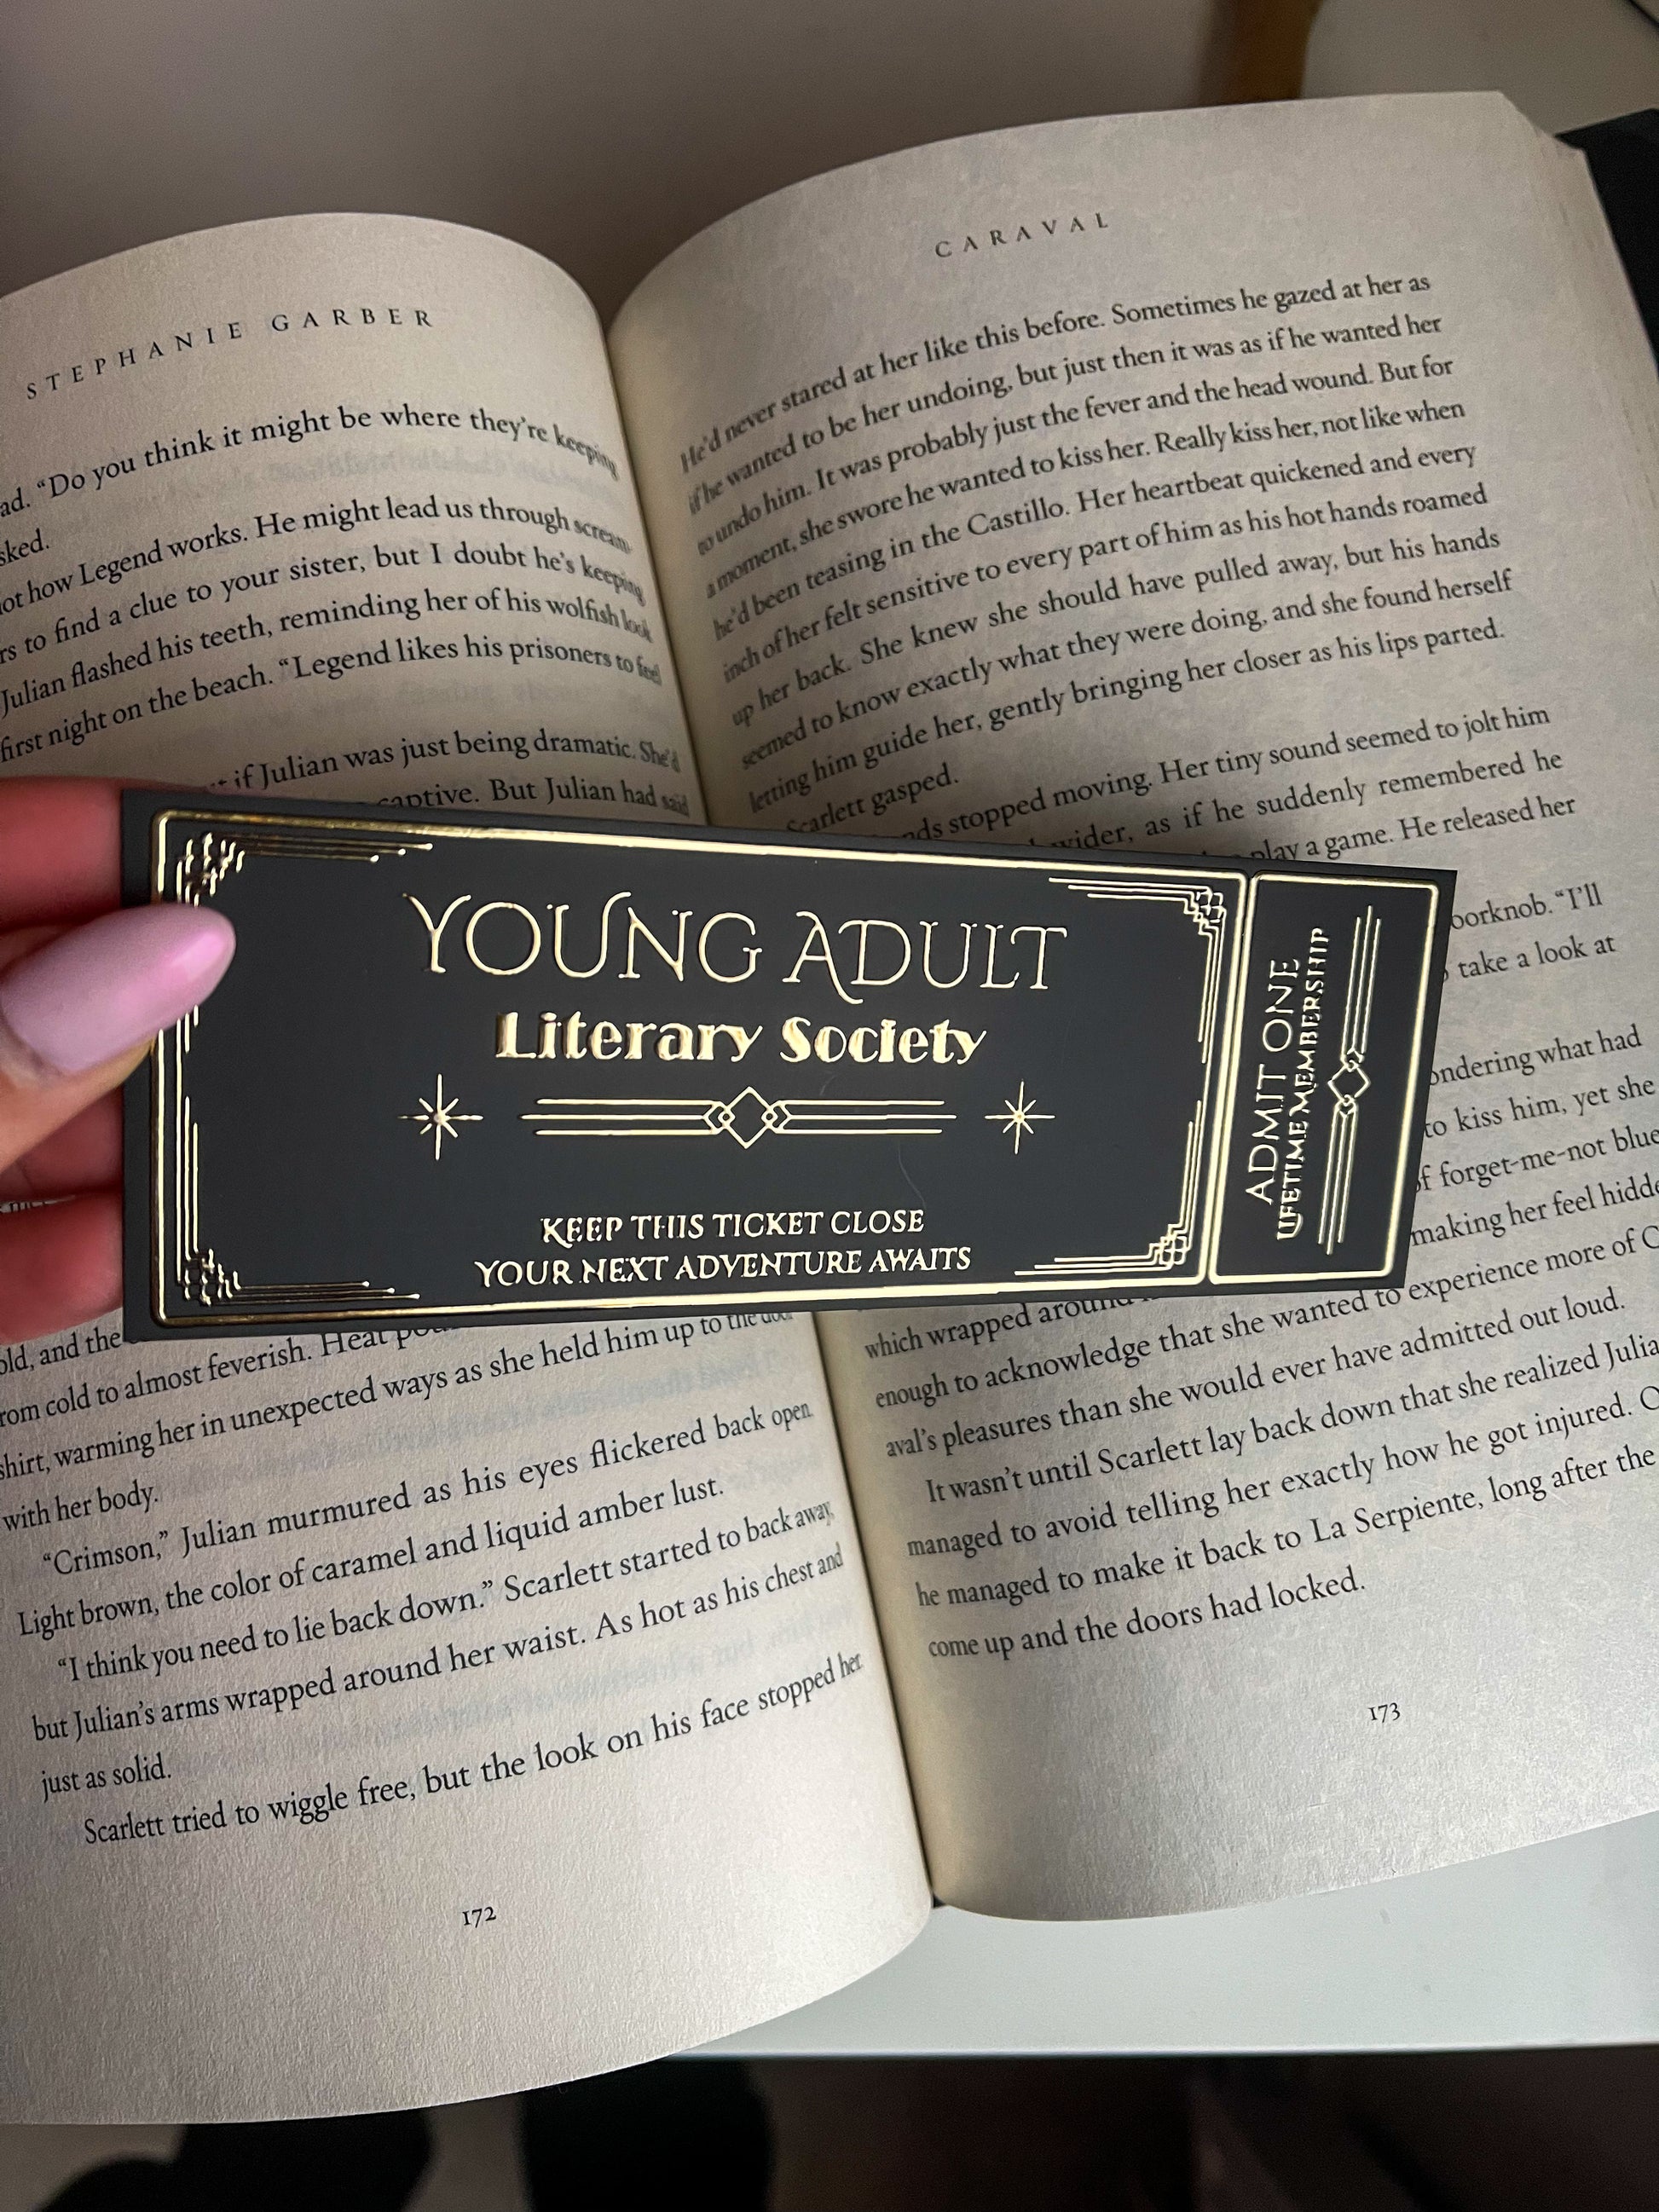 STEPHANIE GARBER
ad. “Do you think it might be where they’re keeping
sked.
ot how Legend works. He might lead us through scream
rs to find a clue to your sister, but I doubt he’s keeping
Julian flashed his teeth, reminding her of his wolfish look
first night on the beach. “Legend likes his prisoners to feel
if Julian was just being dramatic. She’d
captive. But Julian had said
old, and the
rom cold to almost feverish. Heat
shirt, warming her in unexpected ways as she held him up to the door
with her body.
“Crimson,” Julian murmured as his eyes flickered back open.
Light brown, the color of caramel and liquid amber lust.
“I think you need to lie back down.” Scarlett started to back away,
but Julian’s arms wrapped around her waist. As hot as his chest and
just as solid.
Scarlett tried to wiggle free, but the look on his face stopped her.
172
CARAVAL
He’d never stared at her like this before. Sometimes he gazed at her as
if he wanted to be her undoing, but just then it was as if he wanted her
to undo him. It was probably just the fever and the head wound. But for
a moment, she swore he wanted to kiss her. Really kiss her, not like when
he’d been teasing in the Castillo. Her heartbeat quickened and every
inch of her felt sensitive to every part of him as his hot hands roamed
up her back. She knew she should have pulled away, but his hands
seemed to know exactly what they were doing, and she found herself
letting him guide her, gently bringing her closer as his lips parted.
Scarlett gasped.
nds stopped moving. Her tiny sound seemed to jolt him
wider, as if he suddenly remembered he
play a game. He released her
oorknob. “I’ll
take a look at
ondering what had
to kiss him, yet she
of forget-me-not blue
making her feel hidde
which wrapped around
enough to acknowledge that she wanted to experience more of C
aval’s pleasures than she would ever have admitted out loud.
It wasn’t until Scarlett lay back down that she realized Julia
managed to avoid telling her exactly how he got injured. O
he managed to make it back to La Serpiente, long after the
come up and the doors had locked.
173
YOUNG ADULT
Literary Society
KEEP THIS TICKET CLOSE
YOUR NEXT ADVENTURE AWAITS
ADMIT ONE
LIFETIME MEMBERSHIP